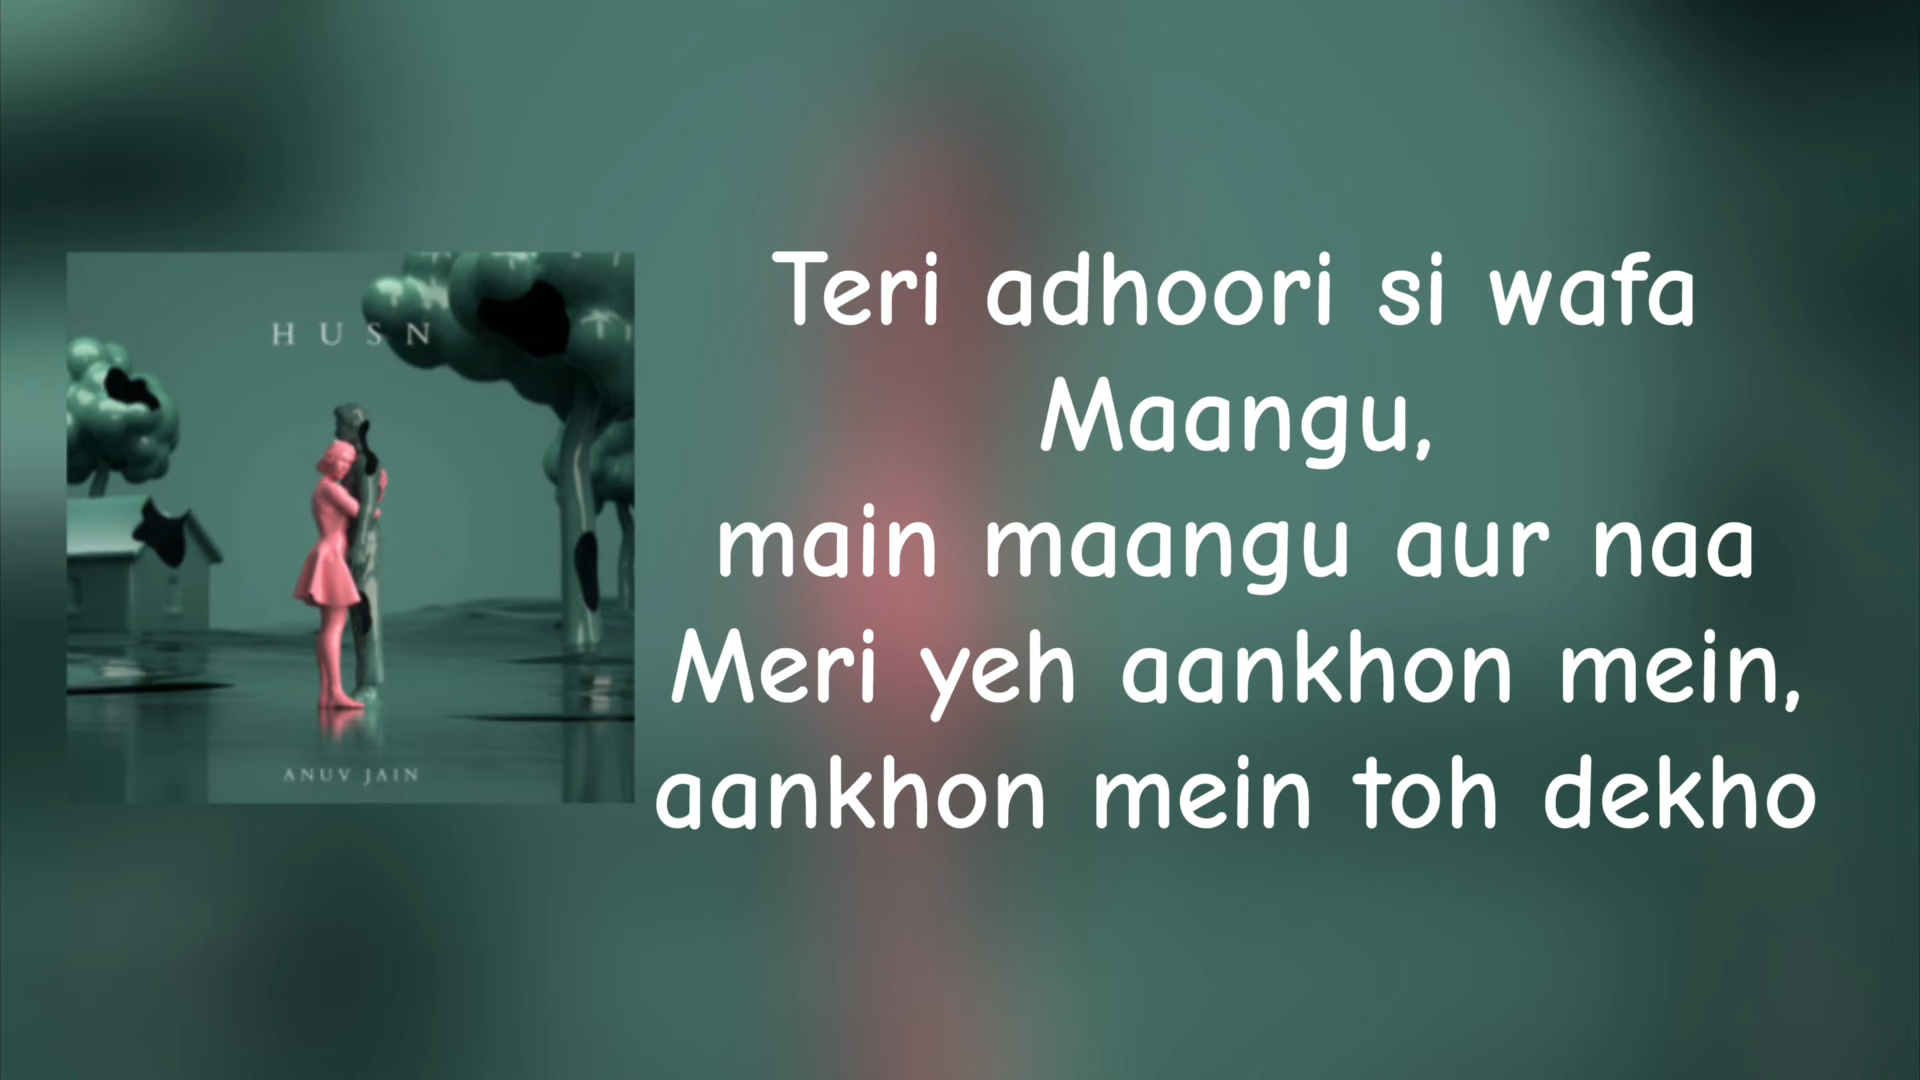 HUSN
ANUV JAIN
Teri adhoori si wafa
Maangu,
main maangu aur naa
Meri yeh aankhon mein,
aankhon mein toh dekho